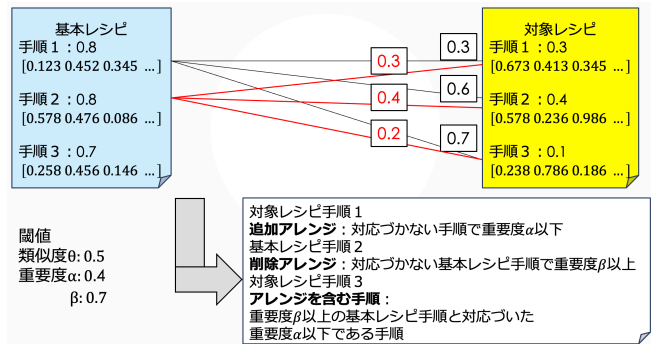 基本レシピ
手順１：0.8
[0.123 0.452 0.345 …]
手順２：0.8
[0.578 0.476 0.086 …]
手順３：0.7
[0.258 0.456 0.146 …]
0.3
0.4
0.2
0.3
0.6
0.7
対象レシピ
手順１：0.3
[0.673 0.413 0.345 …]
手順２：0.4
[0.578 0.236 0.986 …]
手順３：0.1
[0.238 0.786 0.186 …]
閾値
類似度θ: 0.5
重要度α: 0.4
β: 0.7
対象レシピ手順１
追加アレンジ：対応づかない手順で重要度α以下
基本レシピ手順２
削除アレンジ：対応づかない基本レシピ手順で重要度β以上
対象レシピ手順３
アレンジを含む手順：
重要度β以上の基本レシピ手順と対応づいた
重要度α以下である手順